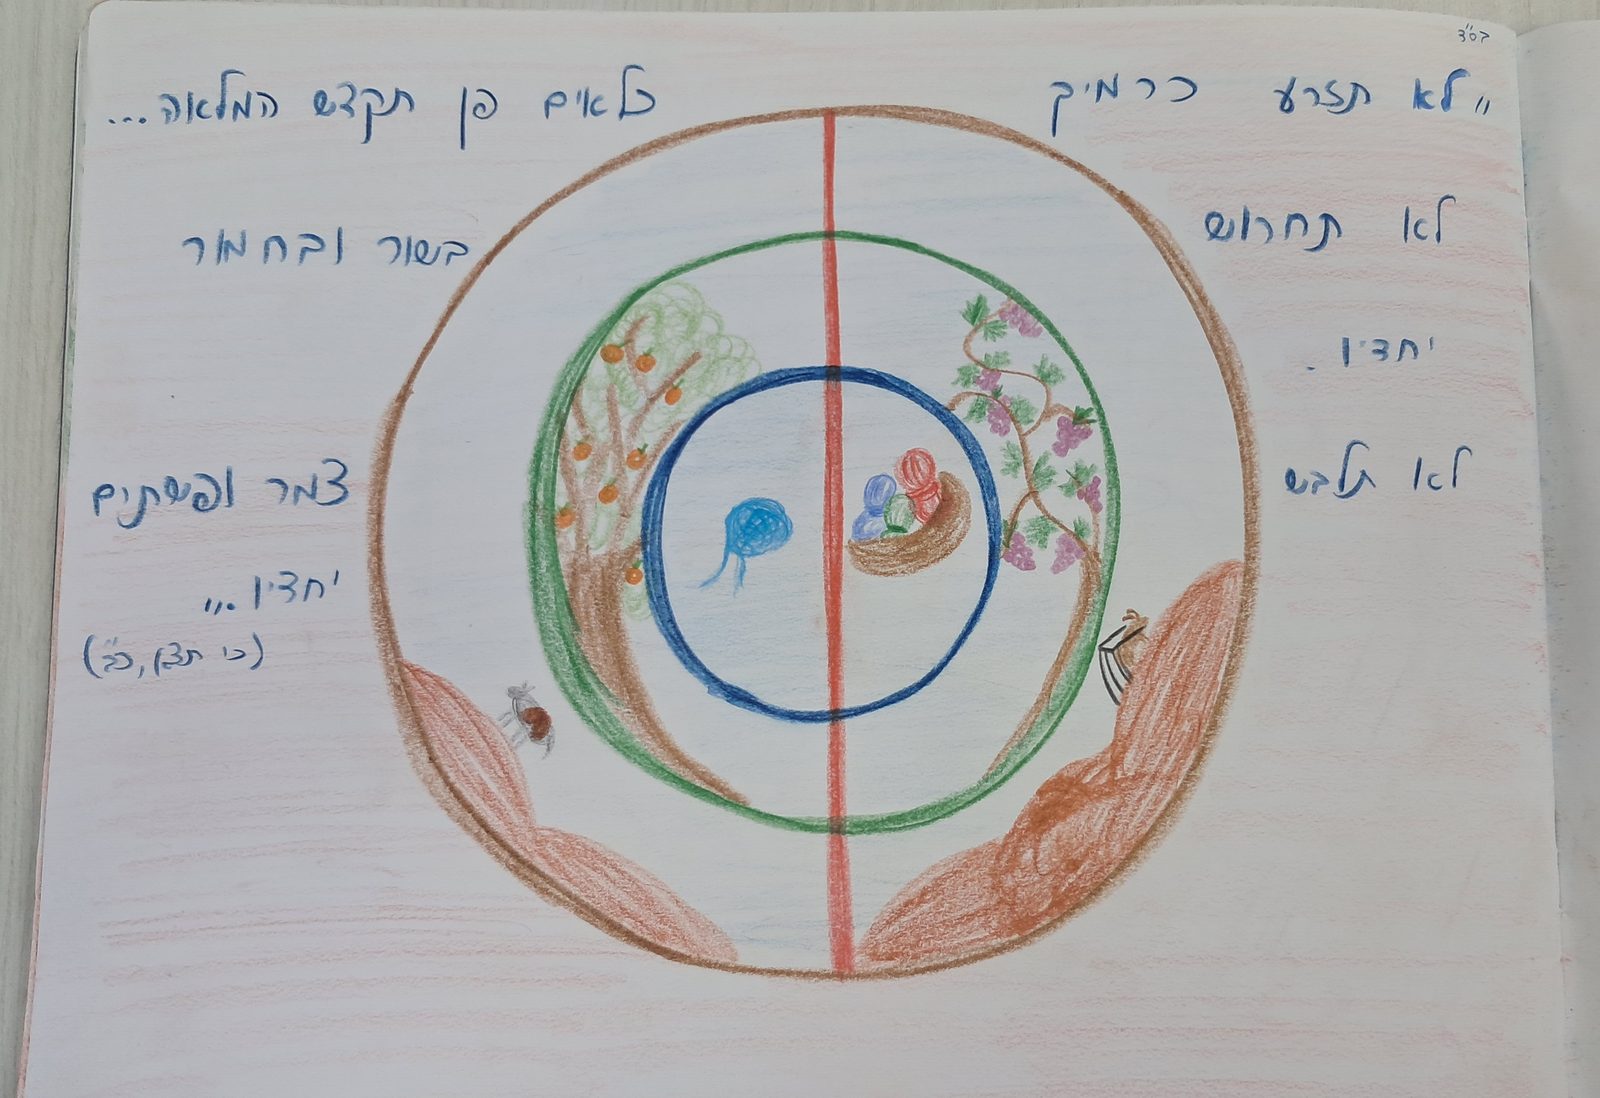 בס"ד
"לא תזרע כרמיך כלאים פן תקדש המלאה...
לא תחרוש בשור ובחמור
יחדיו.
לא תלבש צמר ופשתים
יחדיו..."
(כי תצא, כב")